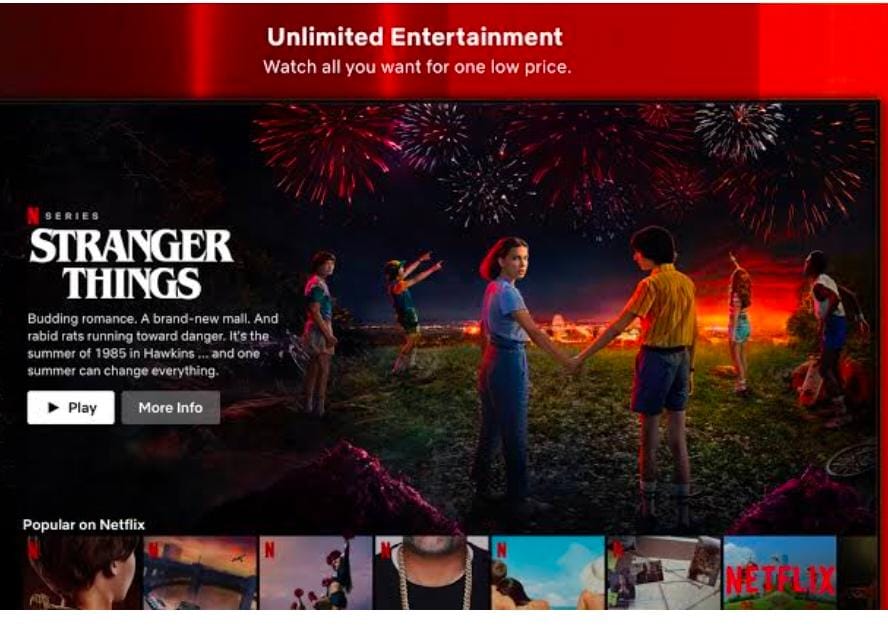 Unlimited Entertainment
Watch all you want for one low price.
N SERIES
STRANGER
THINGS
Budding romance. A brand-new mall. And
rabid rats running toward danger. It's the
summer of 1985 in Hawkins ... and one
summer can change everything.
Play
More Info
Popular on Netflix
N N N N N N
NETFLIX